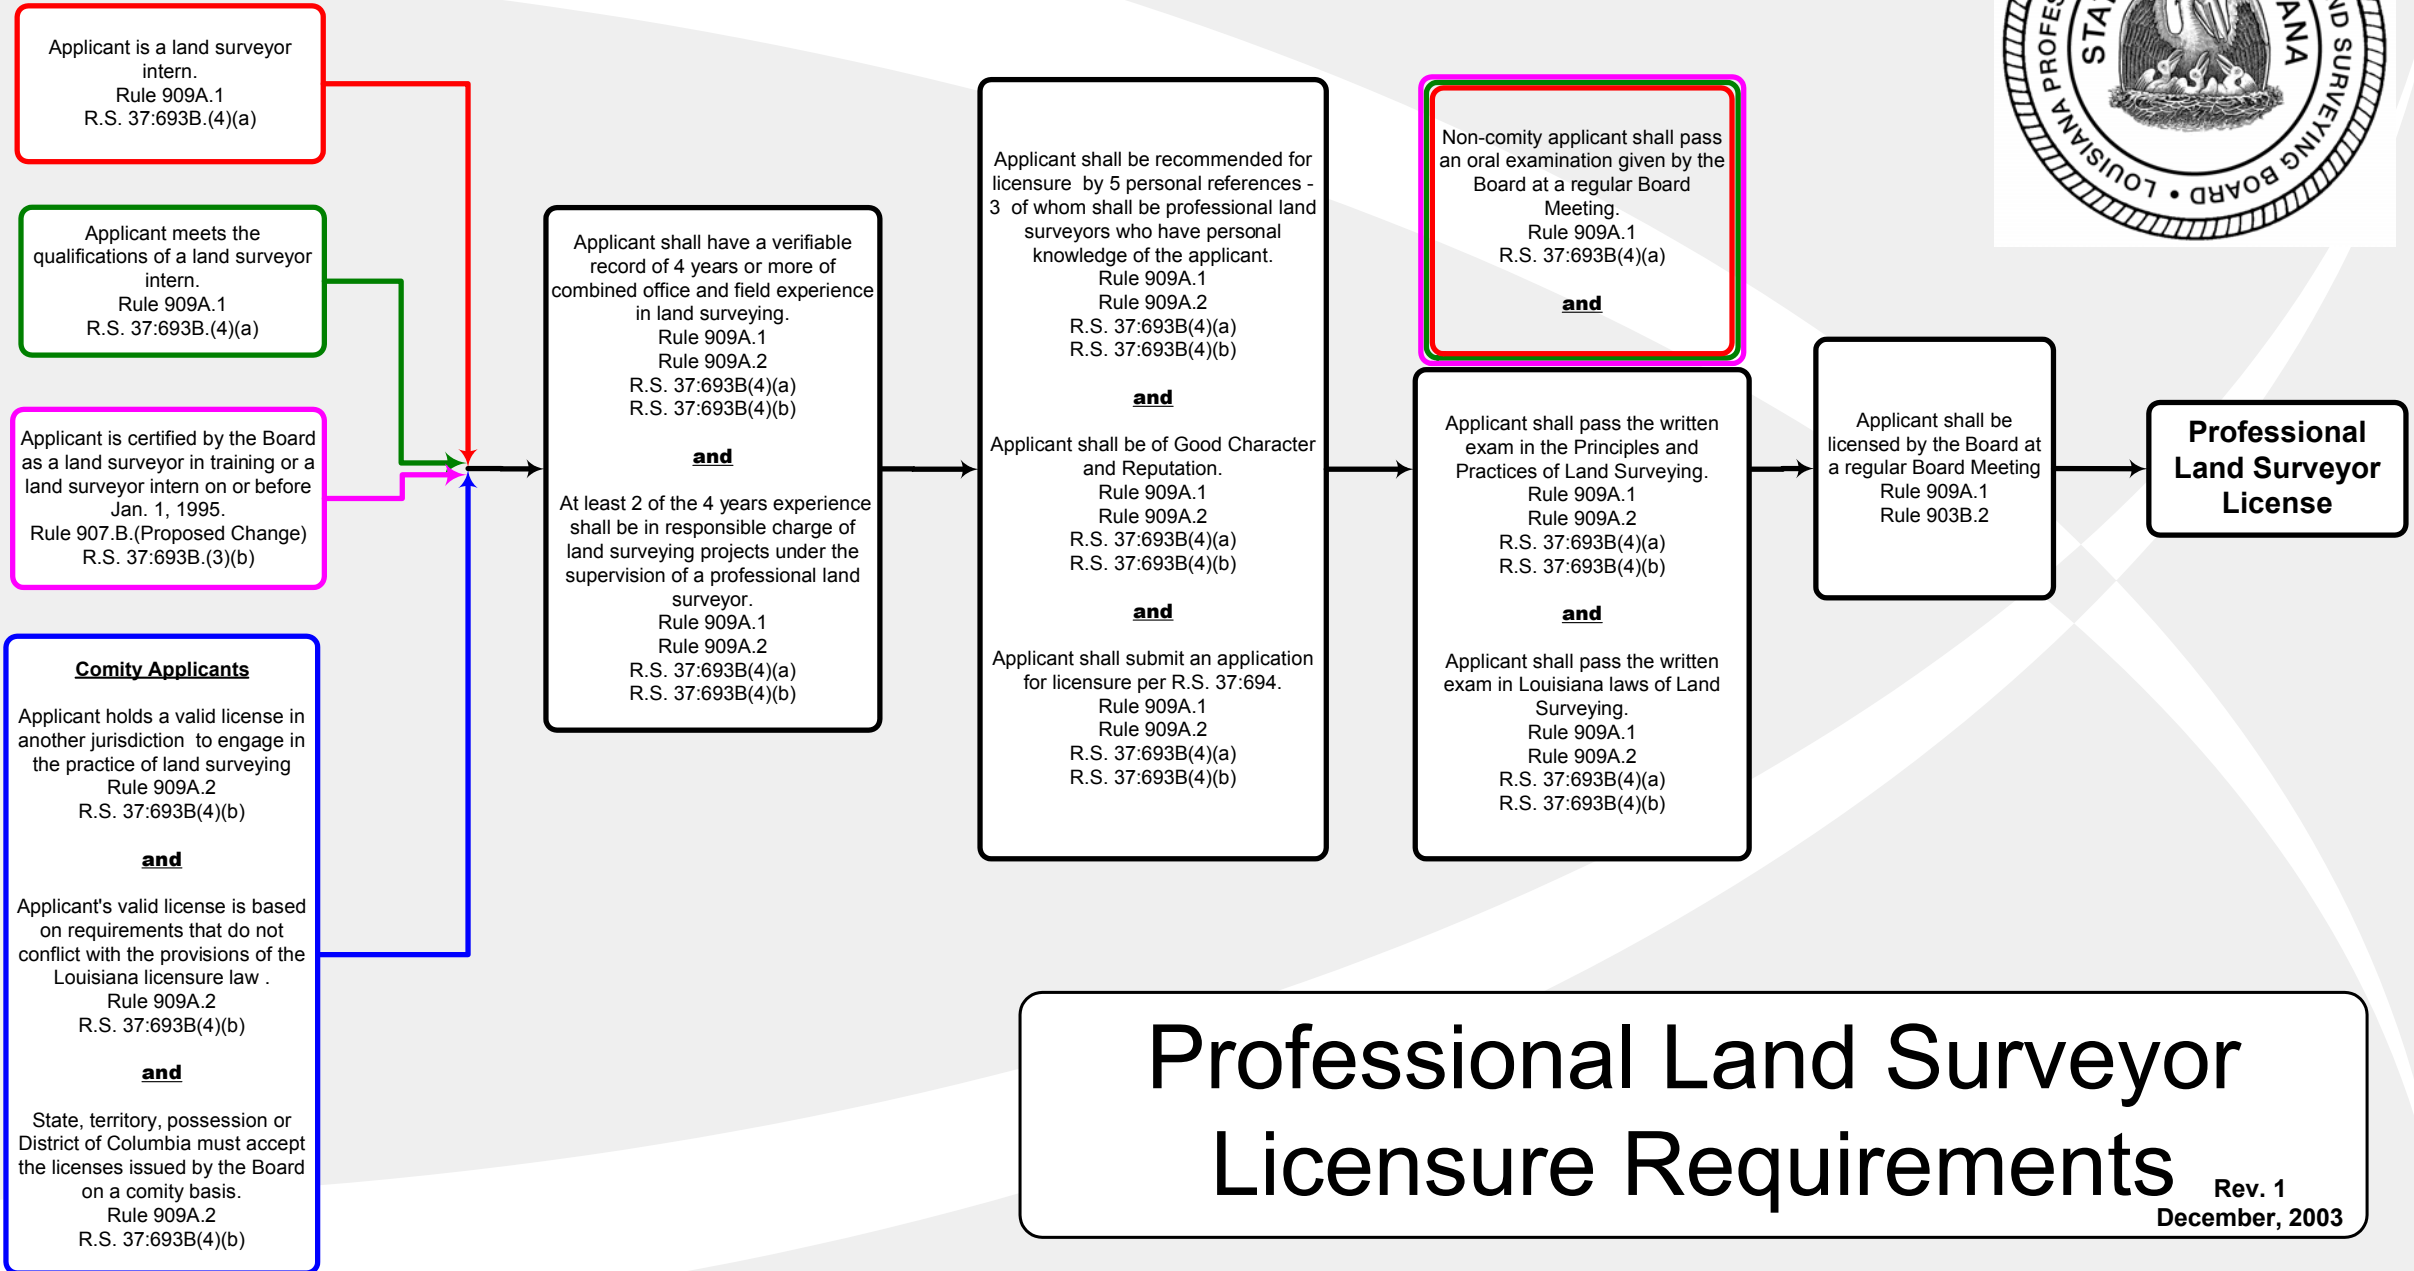 Applicant is a land surveyor
intern.
Rule 909A.1
R.S. 37:693B.(4)(a)
Applicant meets the
qualifications of a land surveyor
intern.
Rule 909A.1
R.S. 37:693B.(4)(a)
Applicant is certified by the Board
as a land surveyor in training or a
land surveyor intern on or before
Jan. 1, 1995.
Rule 907.B.(Proposed Change)
R.S. 37:693B.(3)(b)
Comity Applicants
Applicant holds a valid license in
another jurisdiction to engage in
the practice of land surveying
Rule 909A.2
R.S. 37:693B(4)(b)
and
Applicant's valid license is based
on requirements that do not
conflict with the provisions of the
Louisiana licensure law .
Rule 909A.2
R.S. 37:693B(4)(b)
and
State, territory, possession or
District of Columbia must accept
the licenses issued by the Board
on a comity basis.
Rule 909A.2
R.S. 37:693B(4)(b)
Applicant shall have a verifiable
record of 4 years or more of
combined office and field experience
in land surveying.
Rule 909A.1
Rule 909A.2
R.S. 37:693B(4)(a)
R.S. 37:693B(4)(b)
and
At least 2 of the 4 years experience
shall be in responsible charge of
land surveying projects under the
supervision of a professional land
surveyor.
Rule 909A.1
Rule 909A.2
R.S. 37:693B(4)(a)
R.S. 37:693B(4)(b)
Applicant shall be recommended for
licensure by 5 personal references -
3 of whom shall be professional land
surveyors who have personal
knowledge of the applicant.
Rule 909A.1
Rule 909A.2
R.S. 37:693B(4)(a)
R.S. 37:693B(4)(b)
and
Applicant shall be of Good Character
and Reputation.
Rule 909A.1
Rule 909A.2
R.S. 37:693B(4)(a)
R.S. 37:693B(4)(b)
and
Applicant shall submit an application
for licensure per R.S. 37:694.
Rule 909A.1
Rule 909A.2
R.S. 37:693B(4)(a)
R.S. 37:693B(4)(b)
Non-comity applicant shall pass
an oral examination given by the
Board at a regular Board
Meeting.
Rule 909A.1
R.S. 37:693B(4)(a)
and
Applicant shall pass the written
exam in the Principles and
Practices of Land Surveying.
Rule 909A.1
Rule 909A.2
R.S. 37:693B(4)(a)
R.S. 37:693B(4)(b)
and
Applicant shall pass the written
exam in Louisiana laws of Land
Surveying.
Rule 909A.1
Rule 909A.2
R.S. 37:693B(4)(a)
R.S. 37:693B(4)(b)
Applicant shall be
licensed by the Board at
a regular Board Meeting
Rule 909A.1
Rule 903B.2
Professional
Land Surveyor
License
LOUISIANA PROFES
ND SURVEYING BOARD •
STA
ANA
Professional Land Surveyor
Licensure Requirements
Rev. 1
December, 2003